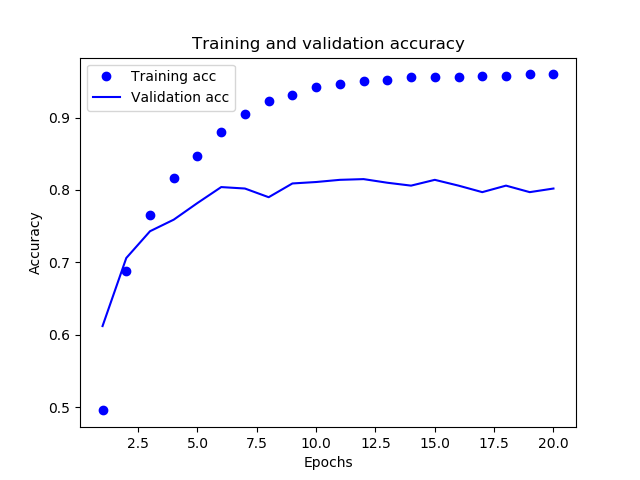 Training and validation accuracy
Training acc
Validation acc
0.9
0.8
0.7
0.6
0.5
Accuracy
2.5 5.0 7.5 10.0 12.5 15.0 17.5 20.0
Epochs